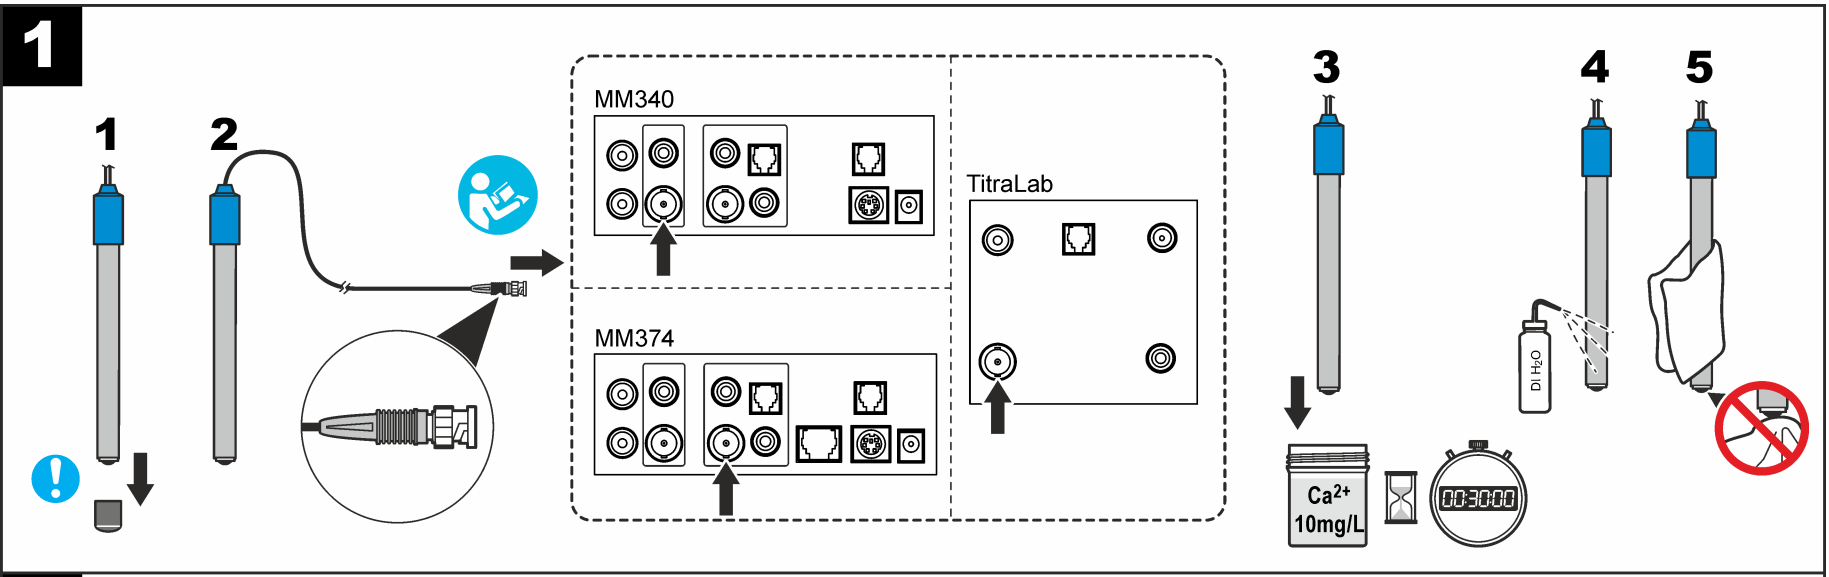 1
1
2
MM340
MM374
TitraLab
3
Ca²⁺
10mg/L
00:30:00
4
DI H₂O
5